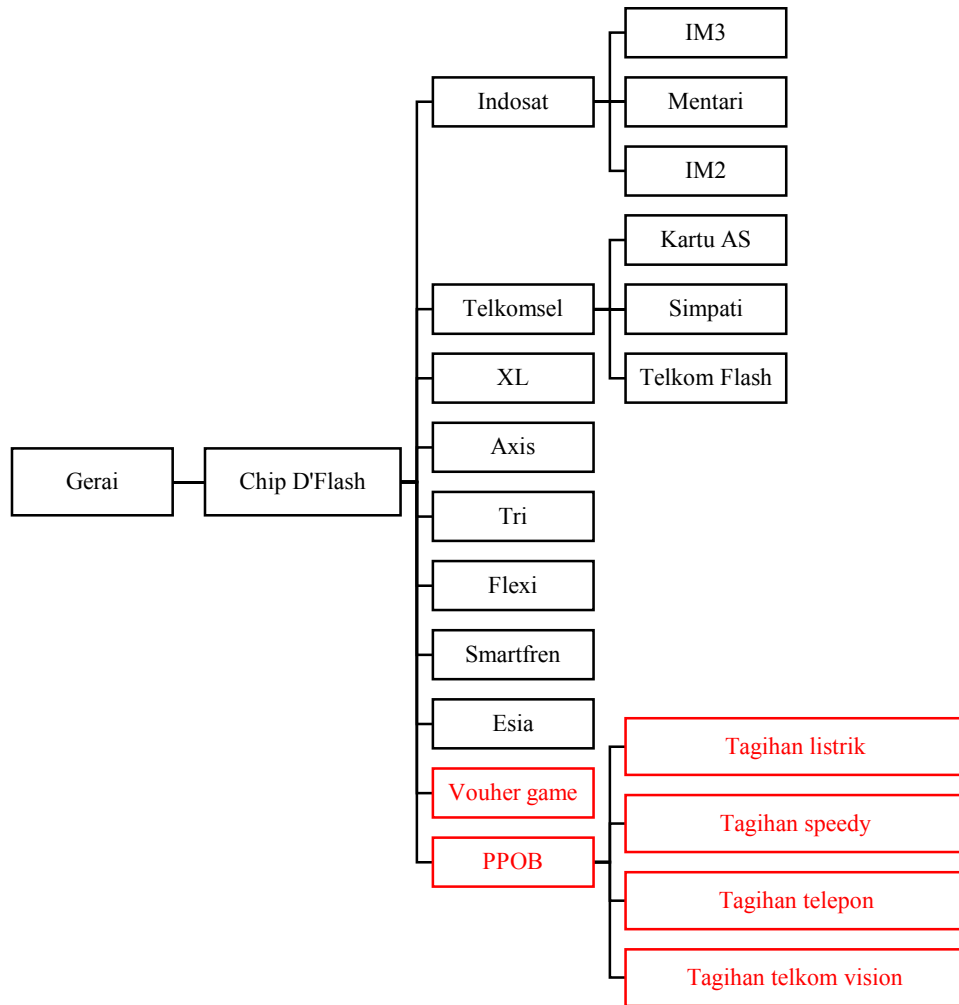 IM3
Indosat
Mentari
IM2
Kartu AS
Telkomsel
Simpati
XL
Telkom Flash
Axis
Gerai
Chip D'Flash
Tri
Flexi
Smartfren
Esia
Tagihan listrik
Vouher game
Tagihan speedy
PPOB
Tagihan telepon
Tagihan telkom vision